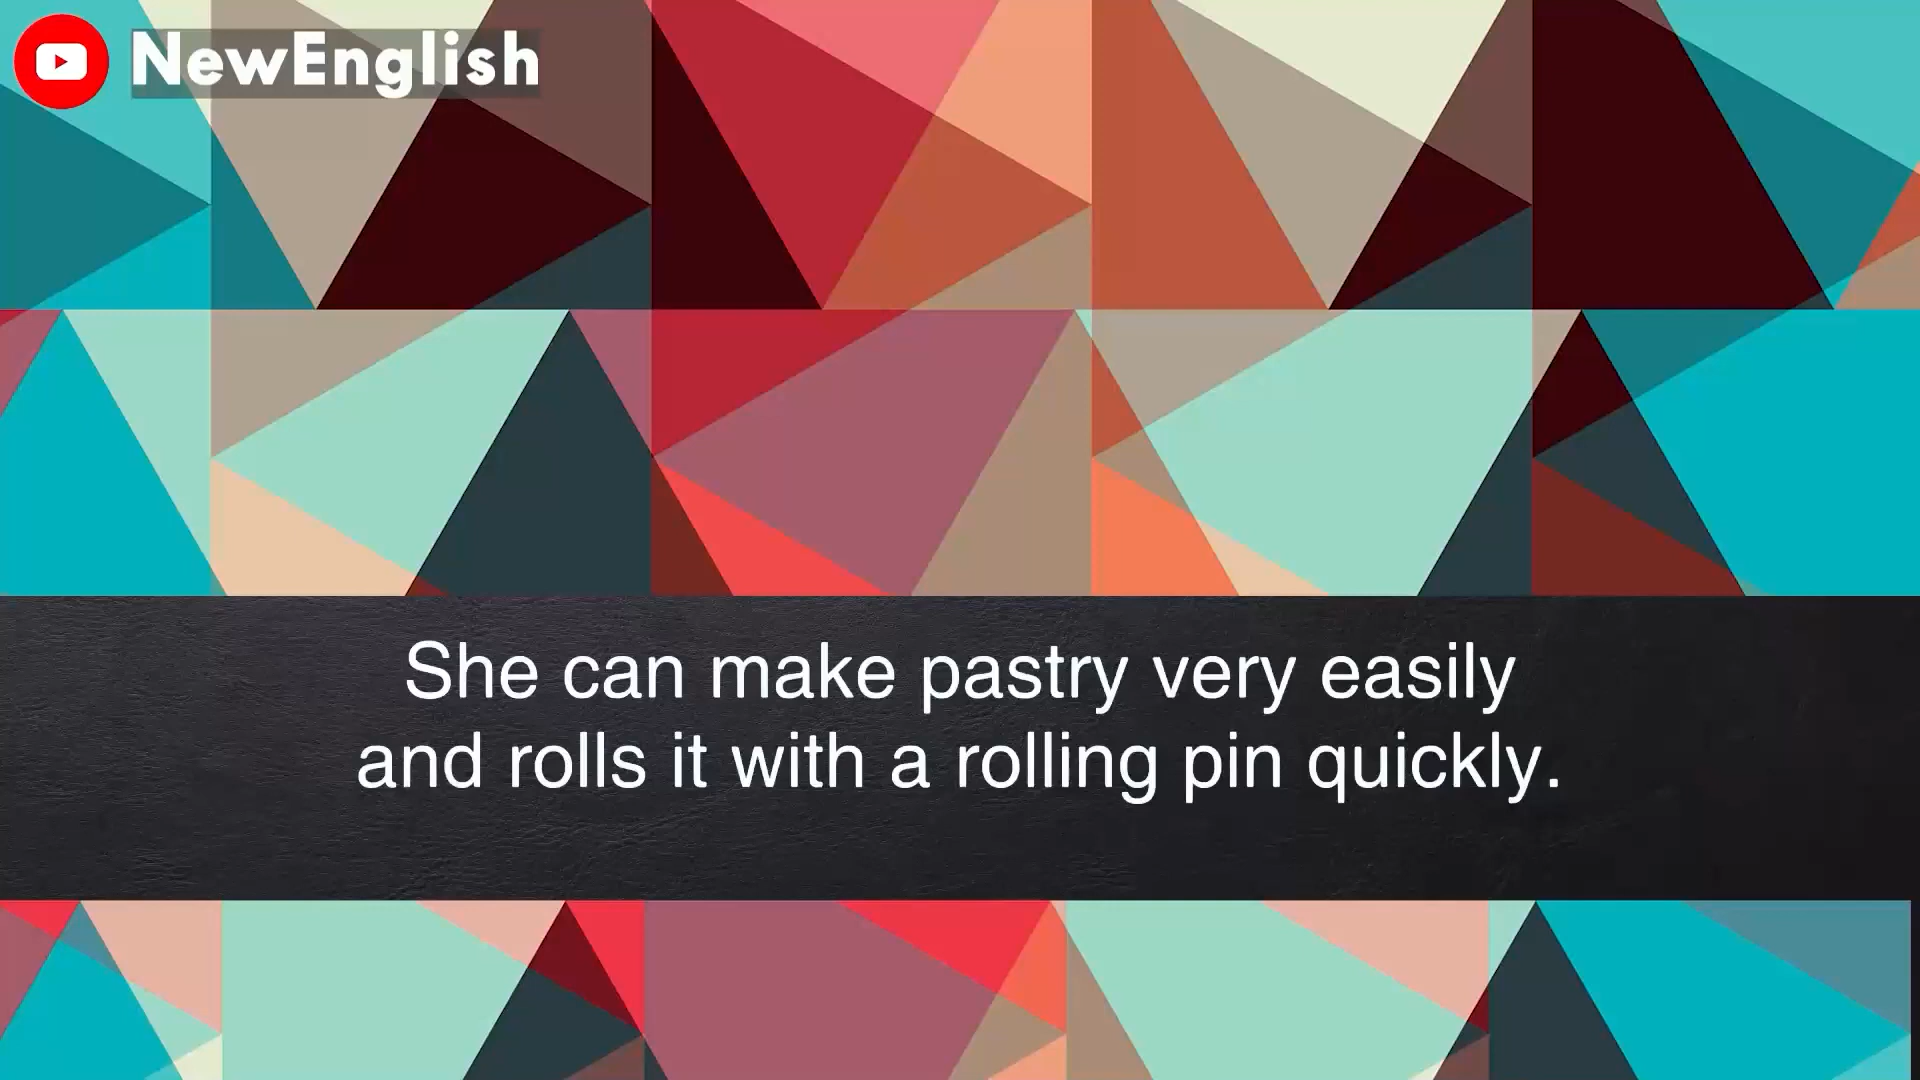 NewEnglish
She can make pastry very easily
and rolls it with a rolling pin quickly.